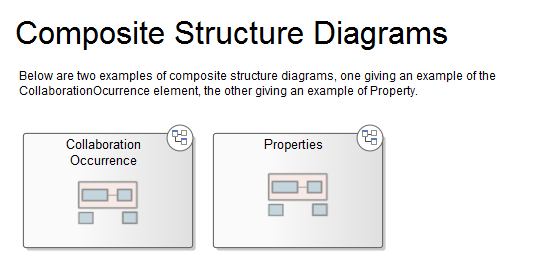 Composite Structure Diagrams
Below are two examples of composite structure diagrams, one giving an example of the
CollaborationOcurrence element, the other giving an example of Property.
Collaboration
Occurrence
Properties